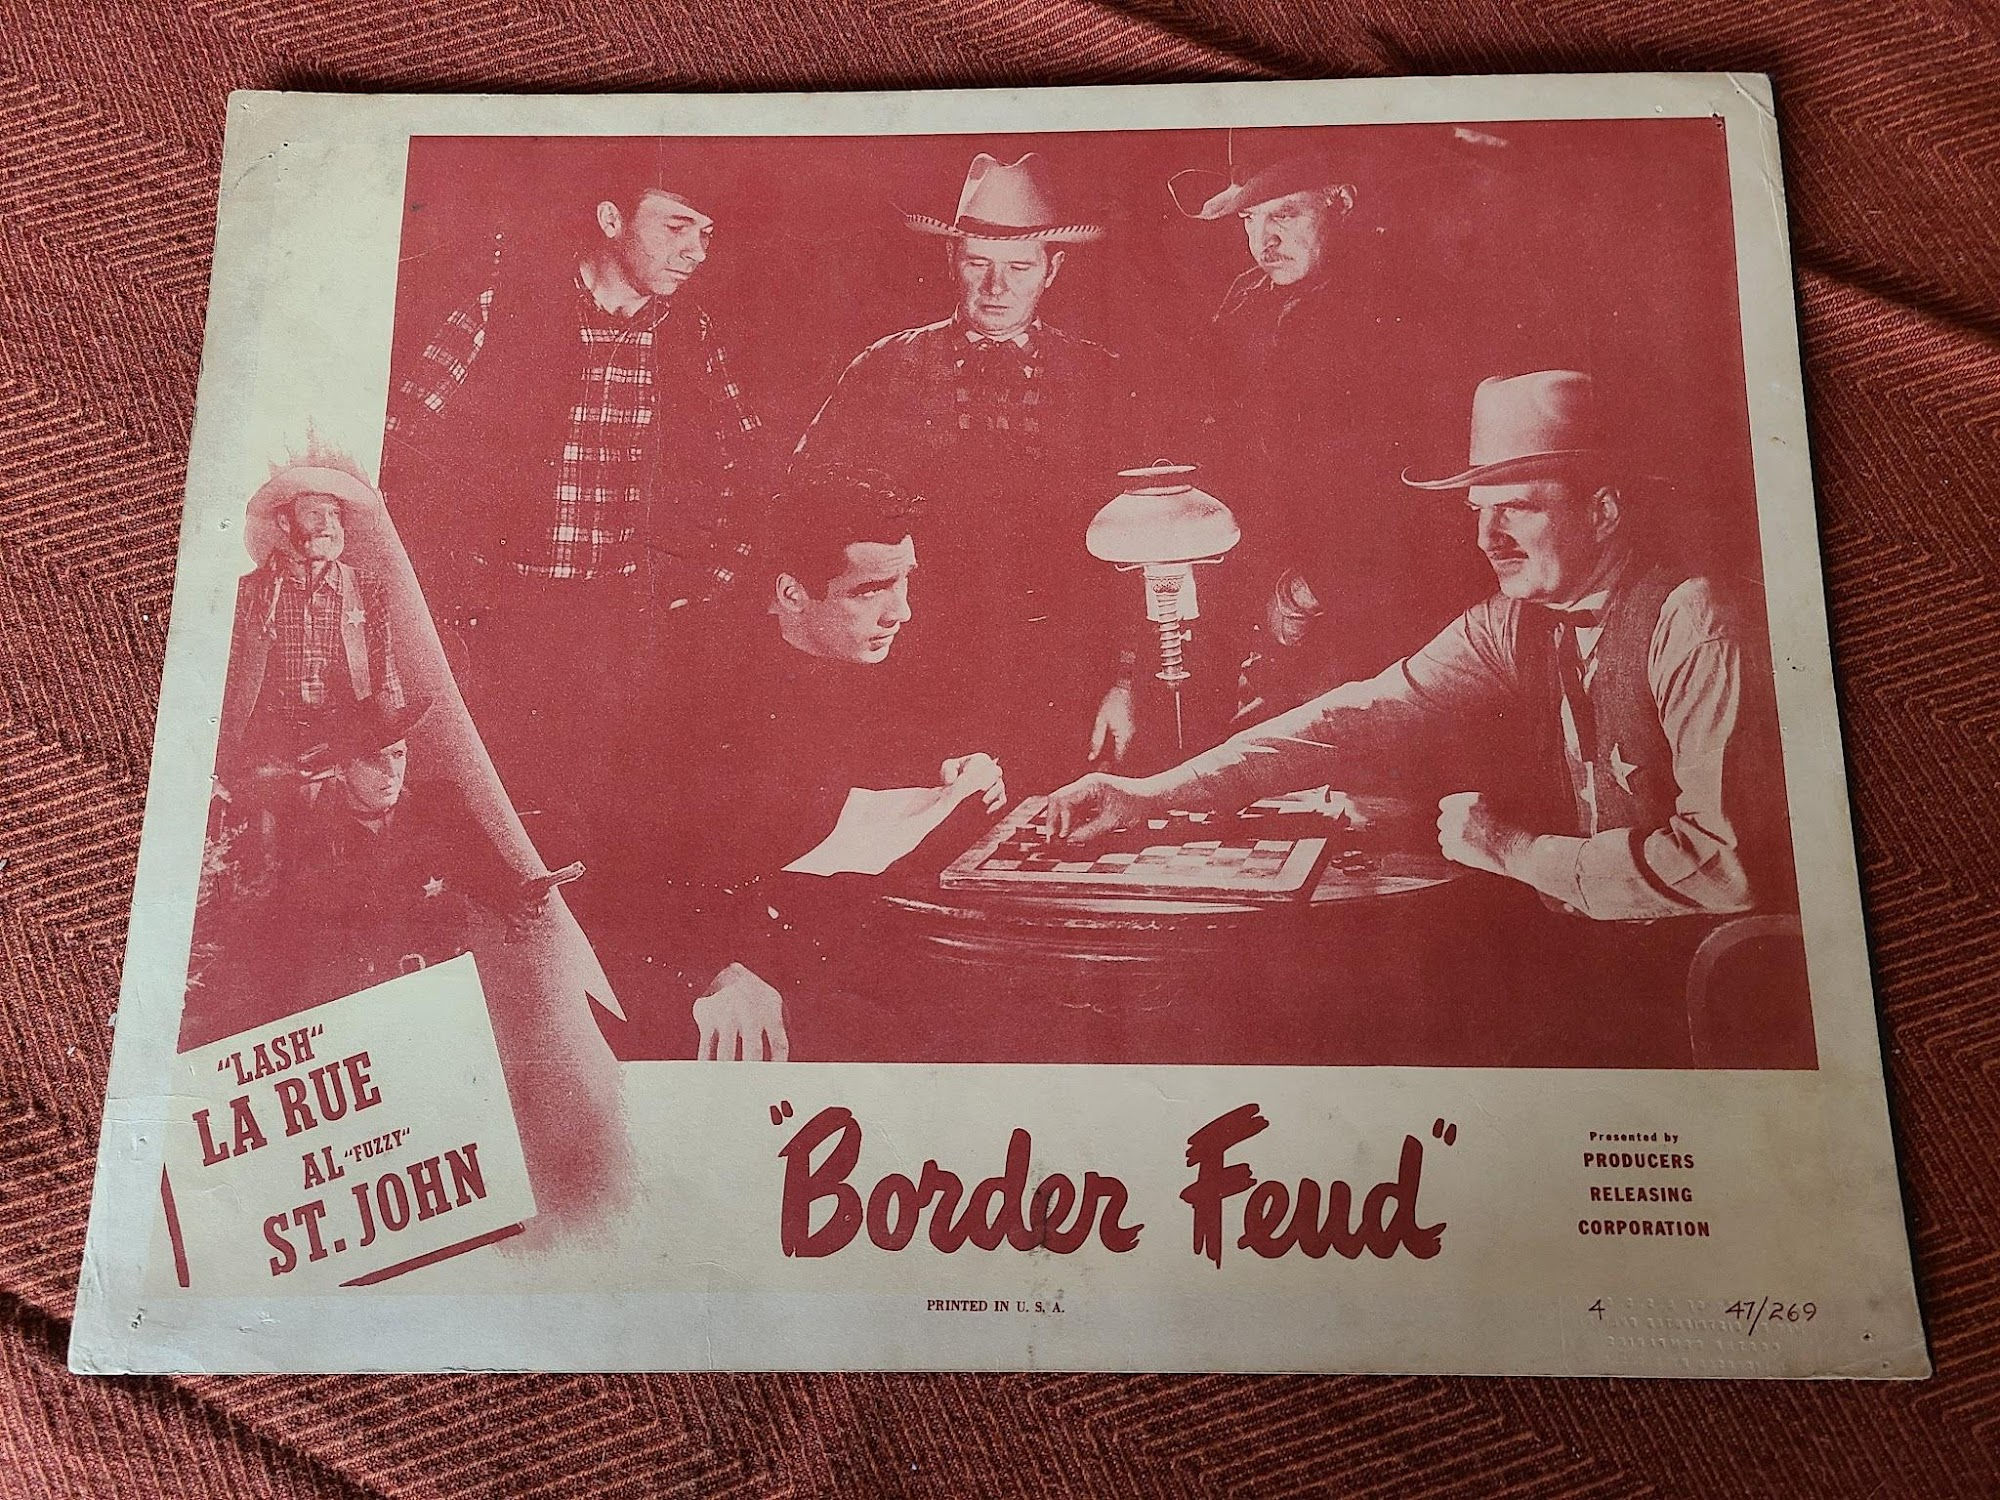 "LASH"
LA RUE
AL "FUZZY"
ST. JOHN
"Border Feud"
Presented by
PRODUCERS
RELEASING
CORPORATION
PRINTED IN U. S. A.
4 47/269